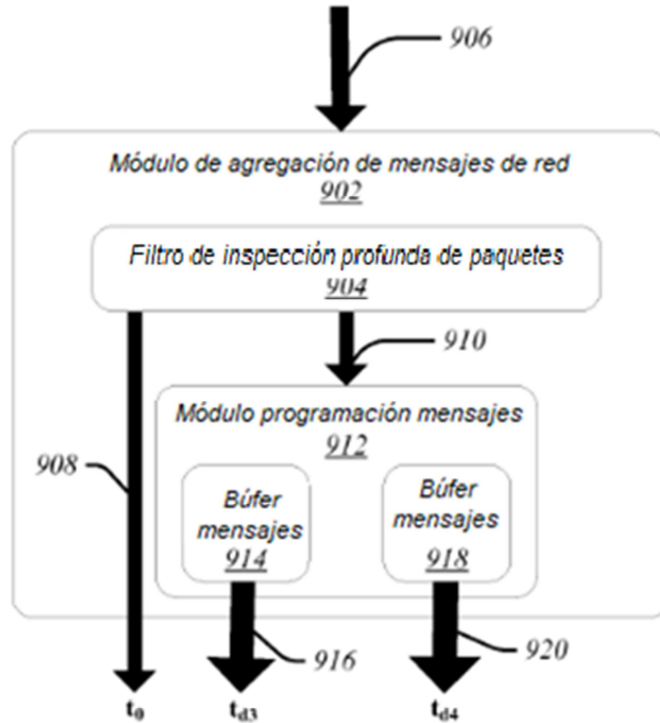 906
Módulo de agregación de mensajes de red
902
Filtro de inspección profunda de paquetes
904
910
Módulo programación mensajes
912
908
Búfer
mensajes
914
Búfer
mensajes
918
916
920
t0
td3
td4